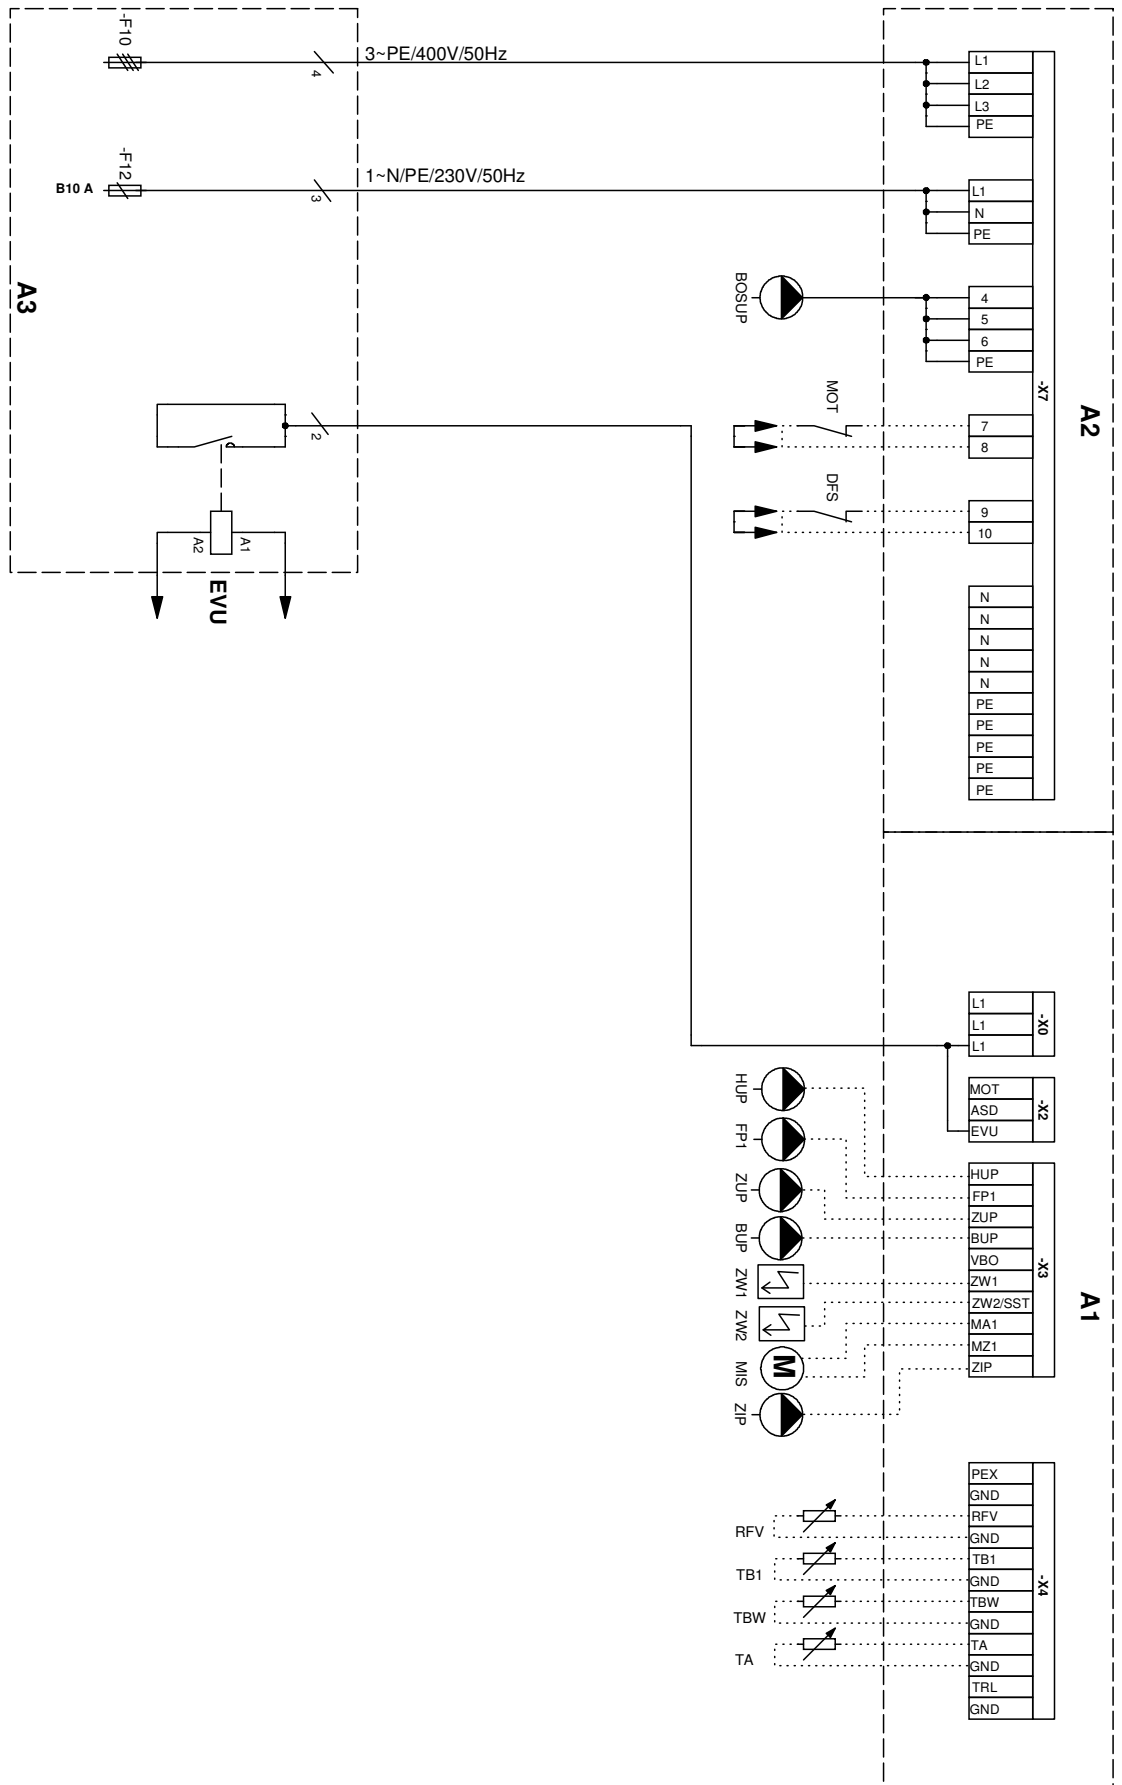 -F10
4
3~PE/400V/50Hz
L1
L2
L3
PE
-F12
B10 A
3
1~N/PE/230V/50Hz
L1
N
PE
A3
BOSUP
4
5
6
PE
-X7
A2
2
MOT
7
8
DFS
9
10
A2
A1
EVU
N
N
N
N
N
PE
PE
PE
PE
PE
L1
L1
L1
-X0
MOT
ASD
EVU
-X2
HUP
FP1
ZUP
BUP
ZW1
ZW2
M
MIS
ZIP
HUP
FP1
ZUP
BUP
VBO
ZW1
ZW2/SST
MA1
MZ1
ZIP
-X3
A1
RFV
TB1
TBW
TA
PEX
GND
RFV
GND
TB1
GND
TBW
GND
TA
GND
TRL
GND
-X4